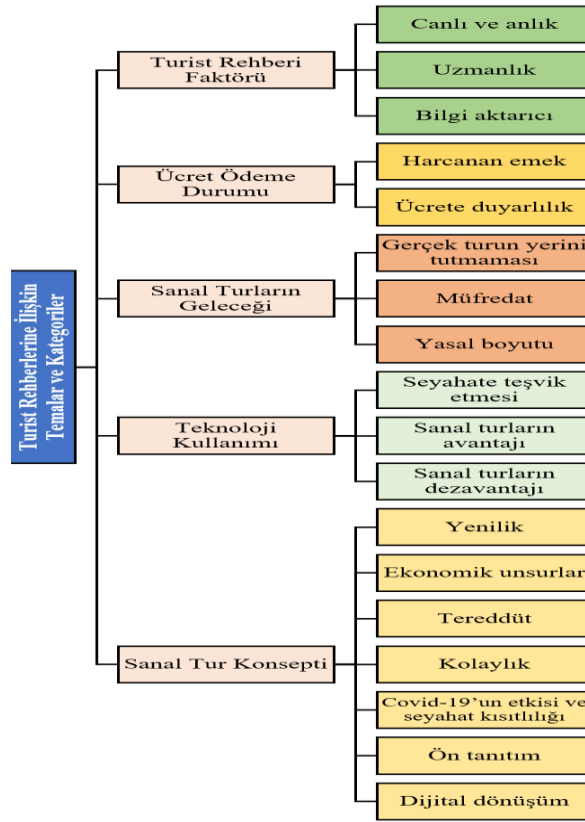 Turist Rehberlerine İlişkin
Temalar ve Kategoriler
Turist Rehberi
Faktörü
Canlı ve anlık
Uzmanlık
Bilgi aktarıcı
Ücret Ödeme
Durumu
Harcanan emek
Ücrete duyarlılık
Sanal Turların
Geleceği
Gerçek turun yerini
tutmaması
Müfredat
Yasal boyutu
Teknoloji
Kullanımı
Seyahate teşvik
etmesi
Sanal turların
avantajı
Sanal turların
dezavantajı
Sanal Tur Konsepti
Yenilik
Ekonomik unsurlar
Tereddüt
Kolaylık
Covid-19’un etkisi ve
seyahat kısıtlılığı
Ön tanıtım
Dijital dönüşüm